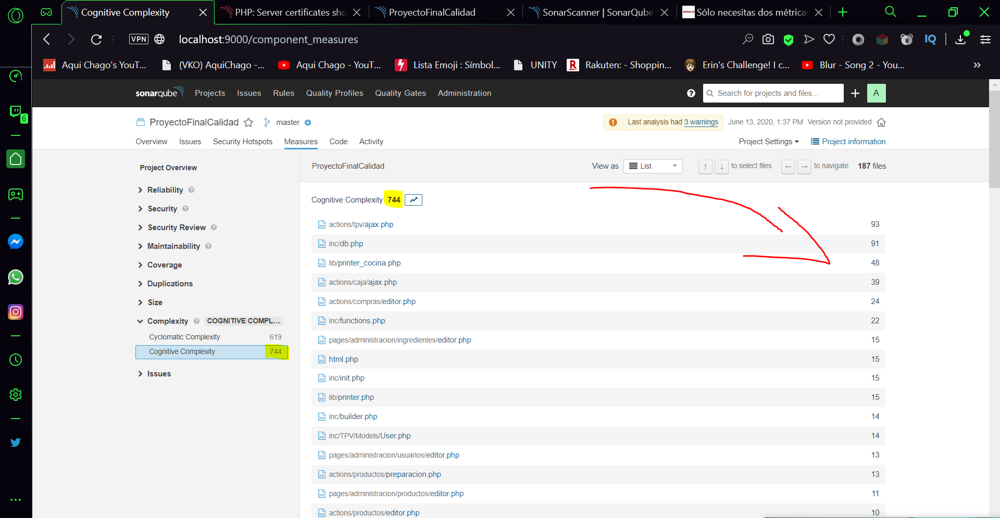 Cognitive Complexity
PHP: Server certificates sho
ProyectoFinalCalidad
SonarScanner | SonarQube
Sólo necesitas dos métricas
VPN
localhost:9000/component_measures
IQ
Aqui Chago's YouT...
(VKO) AquiChago -...
Aqui Chago - YouT...
Lista Emoji : Símbol...
UNITY
R
Rakuten: - Shoppin...
Erin's Challenge! I c...
Blur - Song 2 - You...
»
sonarqube
Projects
Issues
Rules
Quality Profiles
Quality Gates
Administration
Search for projects and files...
A
6
ProyectoFinalCalidad
master
Last analysis had 3 warnings
June 13, 2020, 1:37 PM
Version not provided
Overview
Issues
Security Hotspots
Measures
Code
Activity
Project Settings
Project information
Project Overview
ProyectoFinalCalidad
View as
List
↑ ↓ to select files
← → to navigate
187 files
Reliability
Security
Security Review
Maintainability
Coverage
Duplications
Size
Complexity
COGNITIVE COMPL...
Cyclomatic Complexity 619
Cognitive Complexity 744
Issues
Cognitive Complexity 744
actions/tpv/ajax.php 93
inc/db.php 91
lib/printer_cocina.php 48
actions/caja/ajax.php 39
actions/compras/editor.php 24
inc/functions.php 22
pages/administracion/ingredientes/editor.php 15
html.php 15
inc/init.php 15
lib/printer.php 15
inc/builder.php 14
inc/TPV/Models/User.php 14
pages/administracion/usuarios/editor.php 13
actions/productos/preparacion.php 13
pages/administracion/productos/editor.php 11
actions/productos/editor.php 10